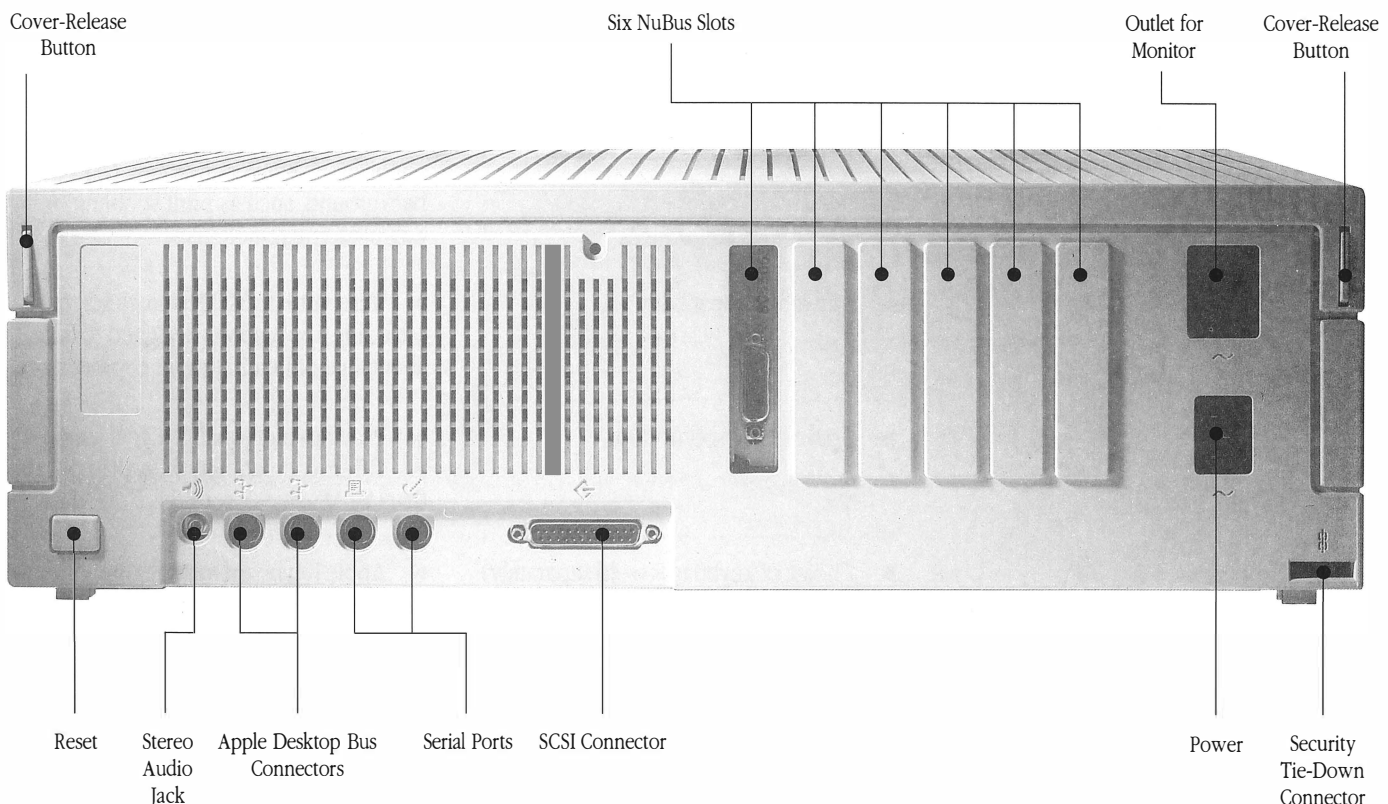 Cover-Release
Button
Six NuBus Slots
Outlet for
Monitor
Cover-Release
Button
Reset
Stereo
Audio
Jack
Apple Desktop Bus
Connectors
Serial Ports
SCSI Connector
Power
Security
Tie-Down
Connector